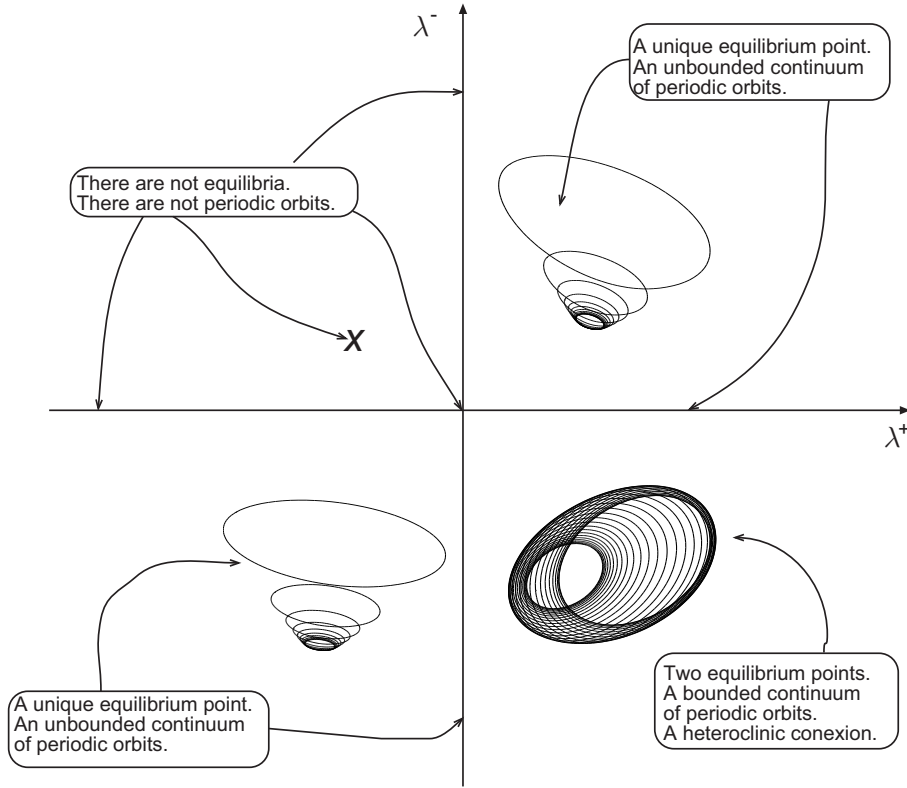 λ-
A unique equilibrium point.
An unbounded continuum
of periodic orbits.
There are not equilibria.
There are not periodic orbits.
x
λ+
A unique equilibrium point.
An unbounded continuum
of periodic orbits.
Two equilibrium points.
A bounded continuum
of periodic orbits.
A heteroclinic conexion.